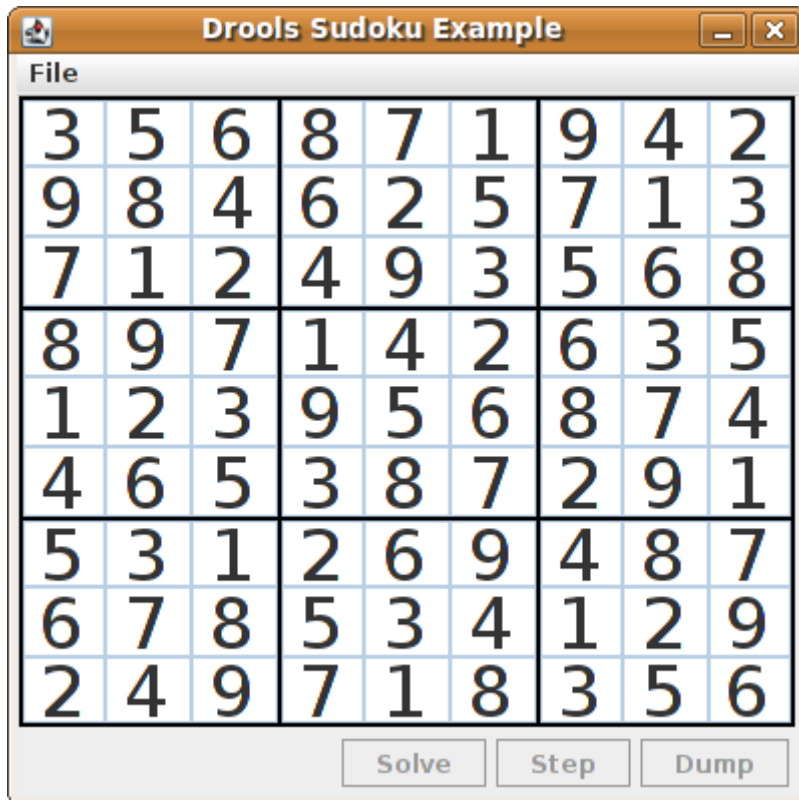 Drools Sudoku Example
File
3 5 6 8 7 1 9 4 2
9 8 4 6 2 5 7 1 3
7 1 2 4 9 3 5 6 8
8 9 7 1 4 2 6 3 5
1 2 3 9 5 6 8 7 4
4 6 5 3 8 7 2 9 1
5 3 1 2 6 9 4 8 7
6 7 8 5 3 4 1 2 9
2 4 9 7 1 8 3 5 6
Solve Step Dump